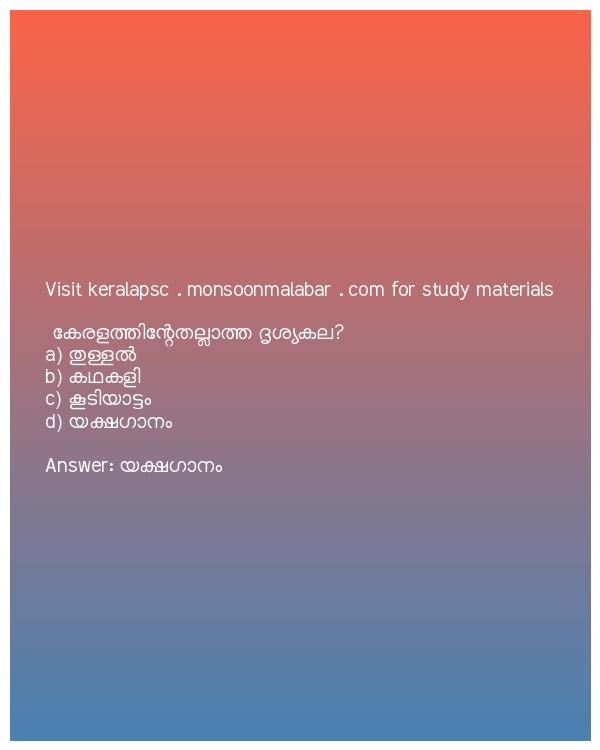 Visit keralapsc . monsoonmalabar . com for study materials
കേരളത്തിന്റേതല്ലാത്ത ദൃശ്യകല?
a) തുള്ളൽ
b) കഥകളി
c) കൂടിയാട്ടം
d) യക്ഷഗാനം
Answer: യക്ഷഗാനം